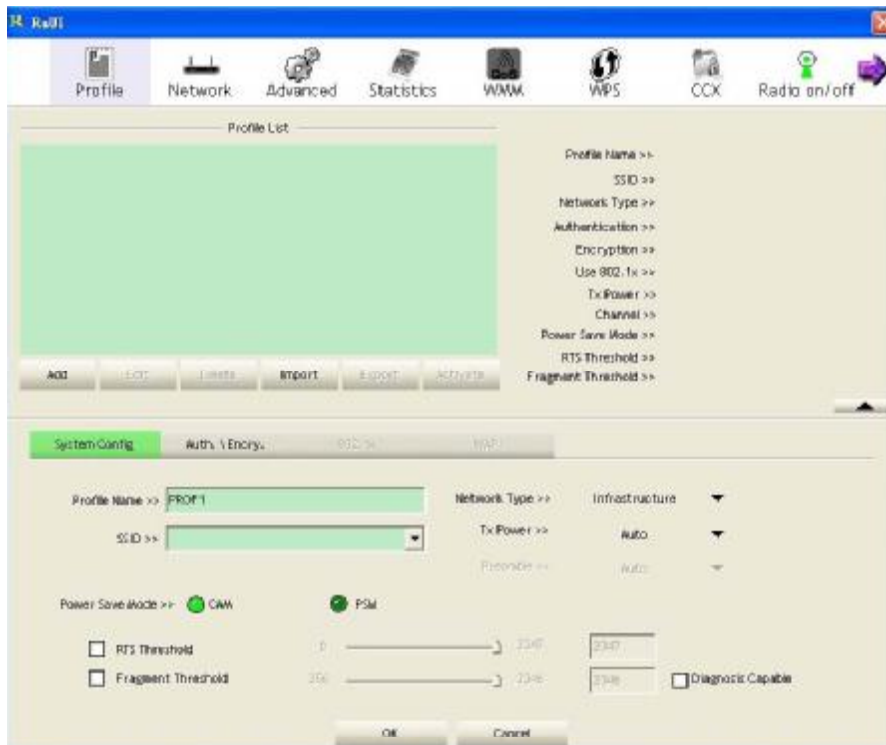 RaUI
Profile Network Advanced Statistics WMM WPS CCX Radio on/off
QoS
Profile List
Profile Name >>
SSID >>
Network Type >>
Authentication >>
Encryption >>
Use 802.1x >>
Tx Power >>
Channel >>
Power Save Mode >>
RTS Threshold >>
Fragment Threshold >>
Add Edit Delete Import Export Activate
System Config Auth. \ Encry. 802.1x
Profile Name >> PROF1 Network Type >> Infrastructure
SSID >> Tx Power >> Auto
Preamble >> Auto
Power Save Mode >> CAM PSM
RTS Threshold 0 2347 2347
Fragment Threshold 256 2346 2346 Diagnosis Capable
OK Cancel